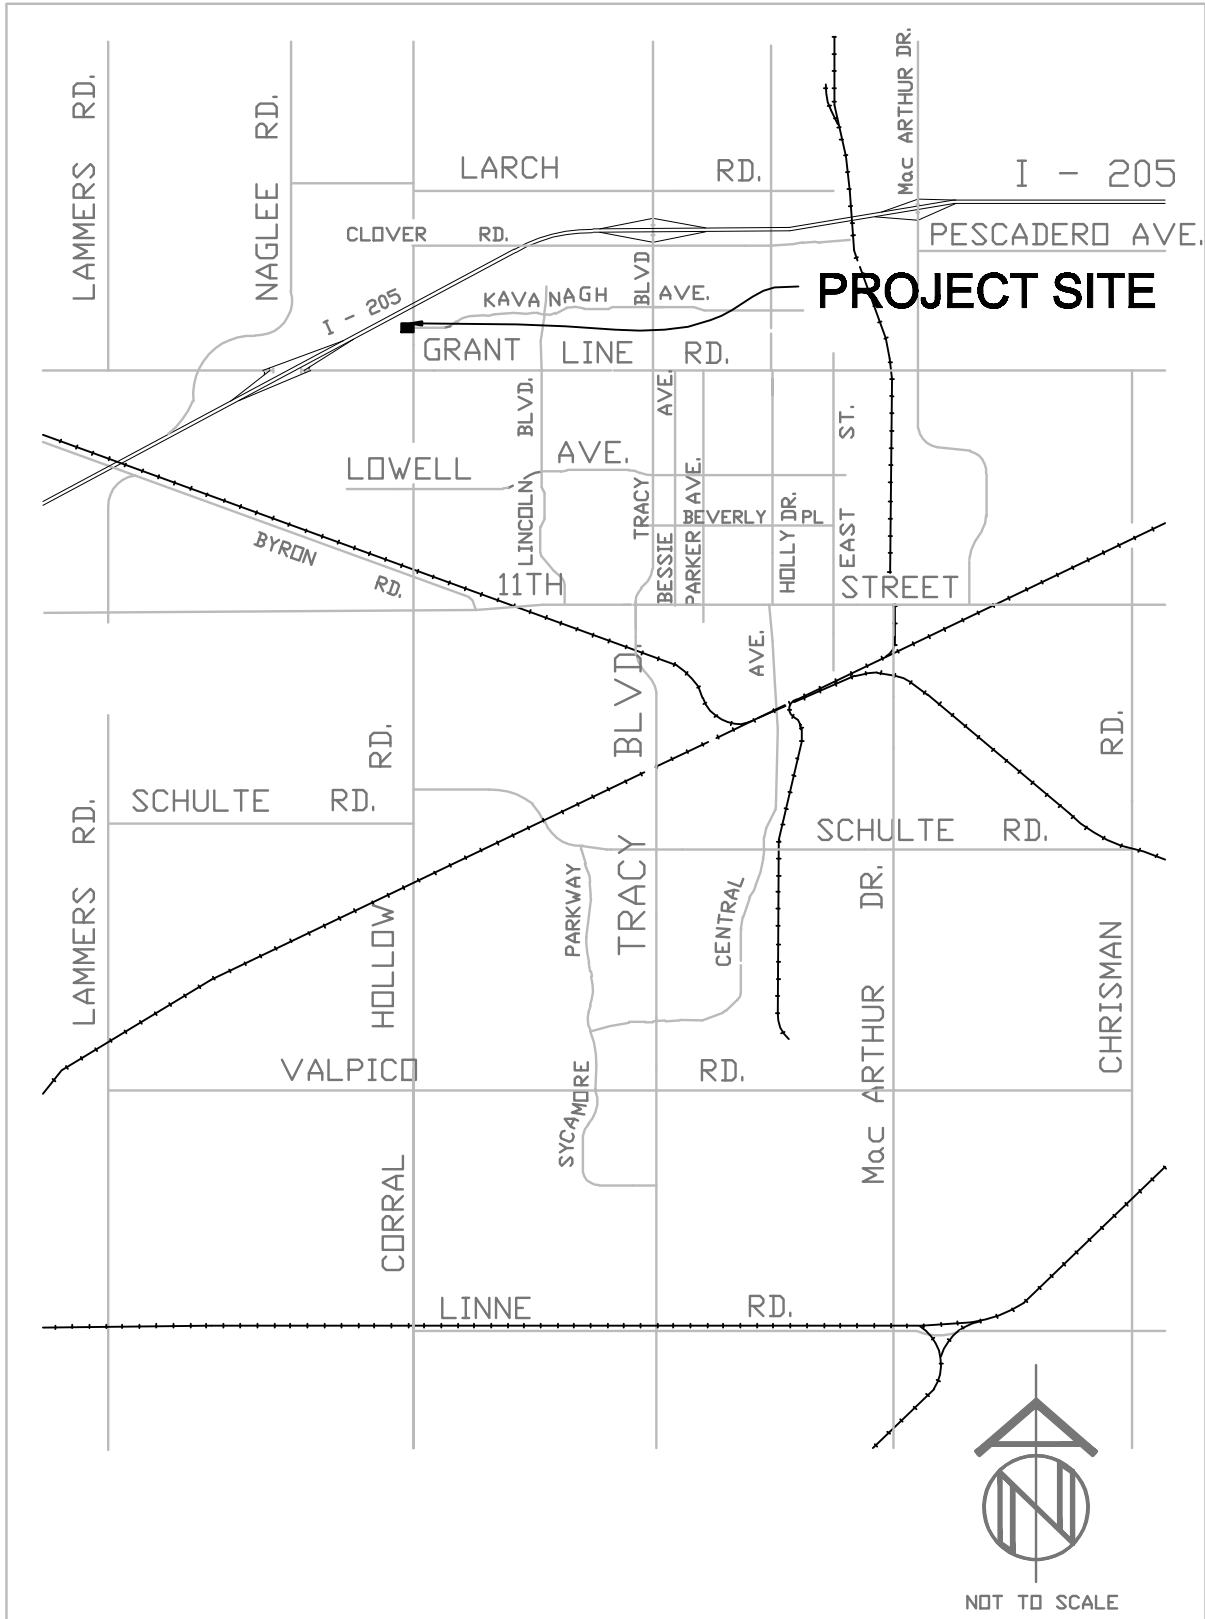 Mac ARTHUR DR.
LAMMERS RD.
NAGLEE RD.
LARCH RD.
I - 205
CLOVER RD.
PESCADERO AVE.
BLVD
I - 205
KAVANAGH AVE.
PROJECT SITE
GRANT LINE RD.
BLVD.
LINCOLN
AVE.
BESSIE
ST.
EAST
LOWELL AVE.
TRACY
PARKER AVE.
BEVERLY PL
HOLLY DR.
BYRON RD.
11TH STREET
AVE.
CENTRAL
BLVD.
TRACY
RD.
HOLLOW
CORRAL
RD.
CHRISMAN
SCHULTE RD.
LAMMERS RD.
SCHULTE RD.
PARKWAY
SYCAMORE
DR.
Mac ARTHUR
VALPICO RD.
LINNE RD.
N
NOT TO SCALE